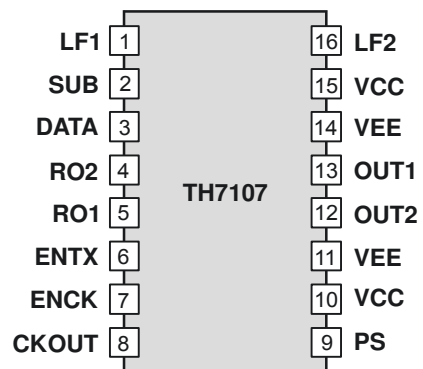 LF1 1 16 LF2
SUB 2 15 VCC
DATA 3 14 VEE
RO2 4 13 OUT1
TH7107
RO1 5 12 OUT2
ENTX 6 11 VEE
ENCK 7 10 VCC
CKOUT 8 9 PS